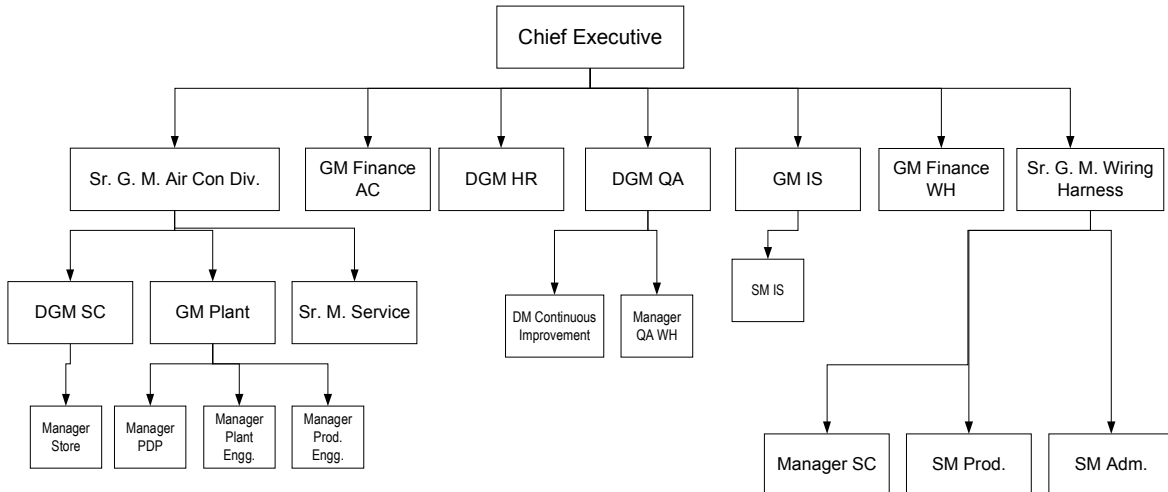 Chief Executive
Sr. G. M. Air Con Div.
GM Finance
AC
DGM HR
DGM QA
GM IS
GM Finance
WH
Sr. G. M. Wiring
Harness
DGM SC
GM Plant
Sr. M. Service
DM Continuous
Improvement
Manager
QA WH
SM IS
Manager
Store
Manager
PDP
Manager
Plant
Engg.
Manager
Prod.
Engg.
Manager SC
SM Prod.
SM Adm.